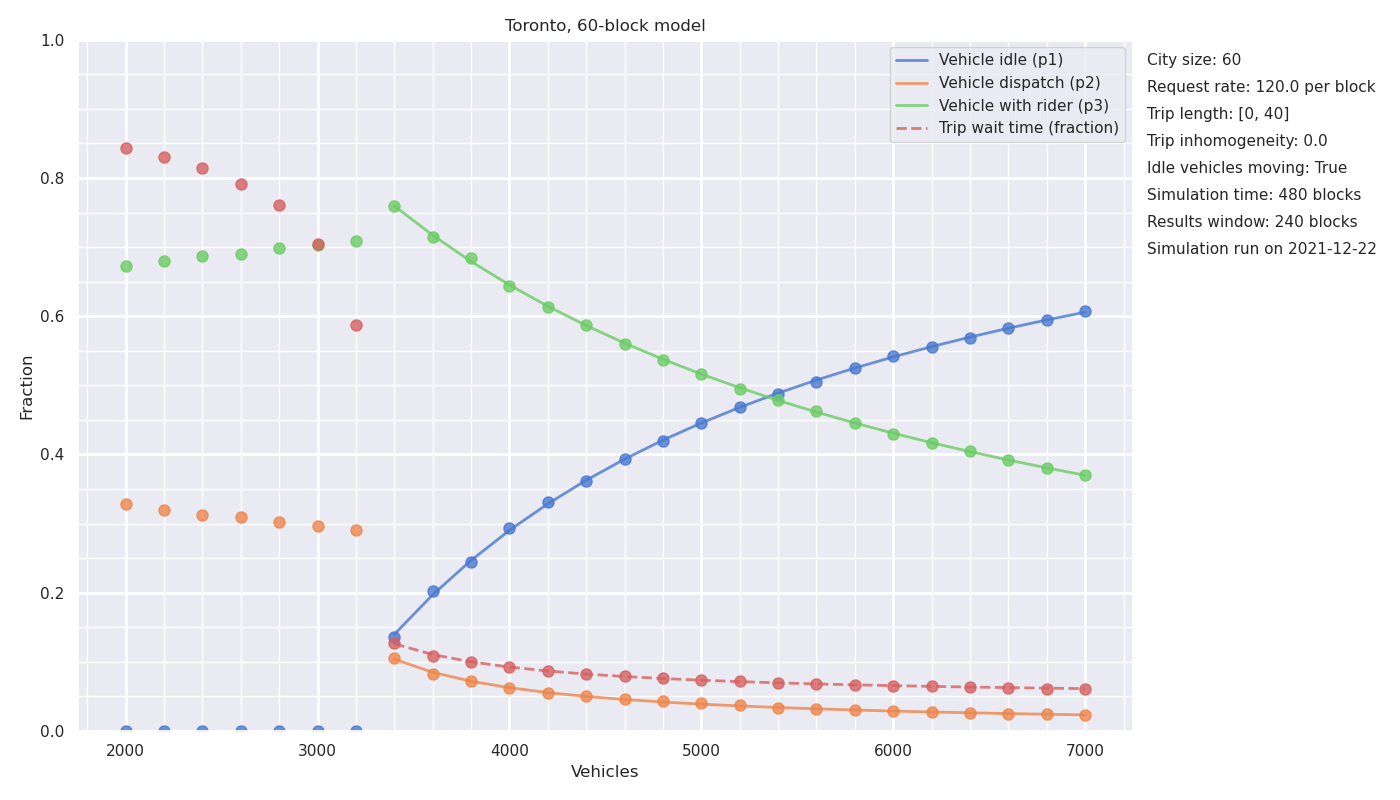 Toronto, 60-block model
1.0
0.8
0.6
0.4
0.2
0.0
Fraction
2000
3000
4000
5000
6000
7000
Vehicles
Vehicle idle (p1)
Vehicle dispatch (p2)
Vehicle with rider (p3)
Trip wait time (fraction)
City size: 60
Request rate: 120.0 per block
Trip length: [0, 40]
Trip inhomogeneity: 0.0
Idle vehicles moving: True
Simulation time: 480 blocks
Results window: 240 blocks
Simulation run on 2021-12-22